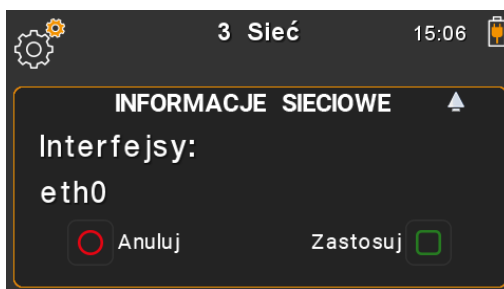 3 Sieć 15:06
INFORMACJE SIECIOWE
Interfejsy:
eth0
Anuluj Zastosuj